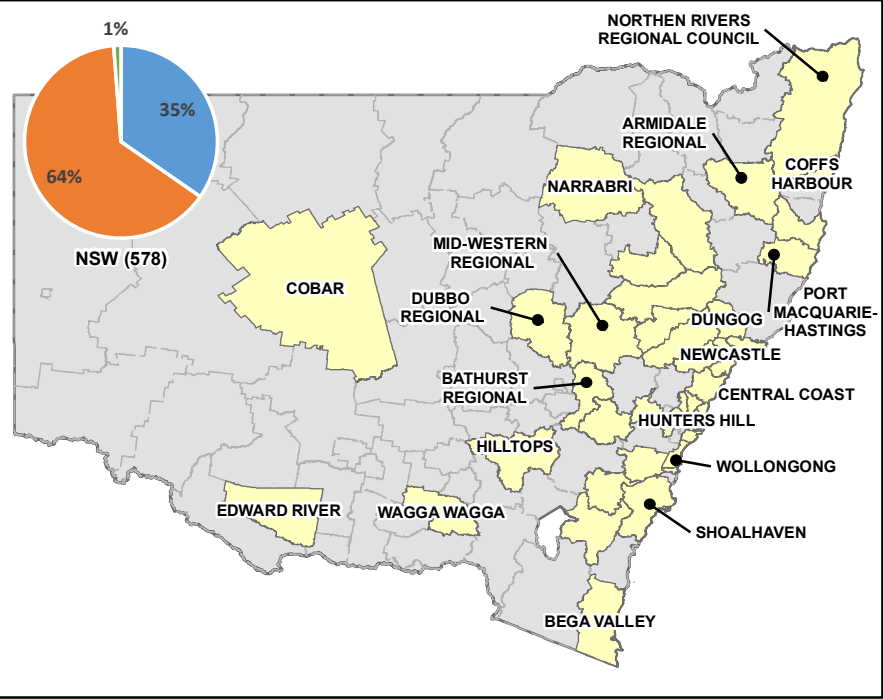 1%
35%
64%
NSW (578)
NORTHEN RIVERS
REGIONAL COUNCIL
ARMIDALE
REGIONAL
COFFS
HARBOUR
NARRABRI
MID-WESTERN
REGIONAL
COBAR
DUBBO
REGIONAL
PORT
MACQUARIE-
HASTINGS
DUNGOG
NEWCASTLE
BATHURST
REGIONAL
CENTRAL COAST
HUNTERS HILL
HILLTOPS
WOLLONGONG
EDWARD RIVER
WAGGA WAGGA
SHOALHAVEN
BEGA VALLEY